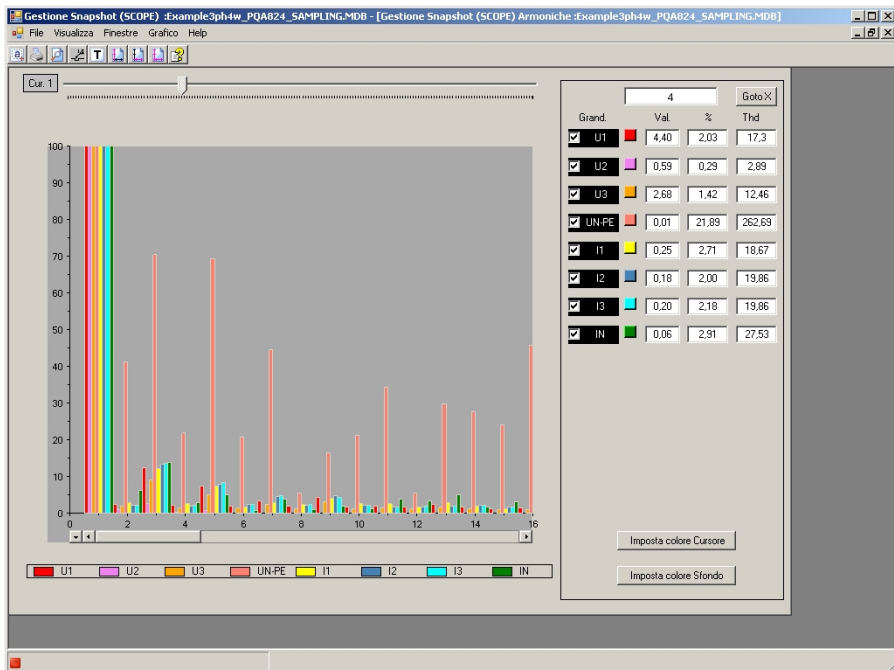 Gestione Snapshot (SCOPE) :Example3ph4w_PQA824_SAMPLING.MDB - [Gestione Snapshot (SCOPE) Armoniche :Example3ph4w_PQA824_SAMPLING.MDB]
File Visualizza Finestre Grafico Help
a T
Cur. 1
4 Goto X
Grand. Val. % Thd
U1 4,40 2,03 17,3
U2 0,59 0,29 2,89
U3 2,68 1,42 12,46
UN-PE 0,01 21,89 262,69
I1 0,25 2,71 18,67
I2 0,18 2,00 19,86
I3 0,20 2,18 19,86
IN 0,06 2,91 27,53
100
90
80
70
60
50
40
30
20
10
0
0 2 4 6 8 10 12 14 16
U1 U2 U3 UN-PE I1 I2 I3 IN
Imposta colore Cursore
Imposta colore Sfondo